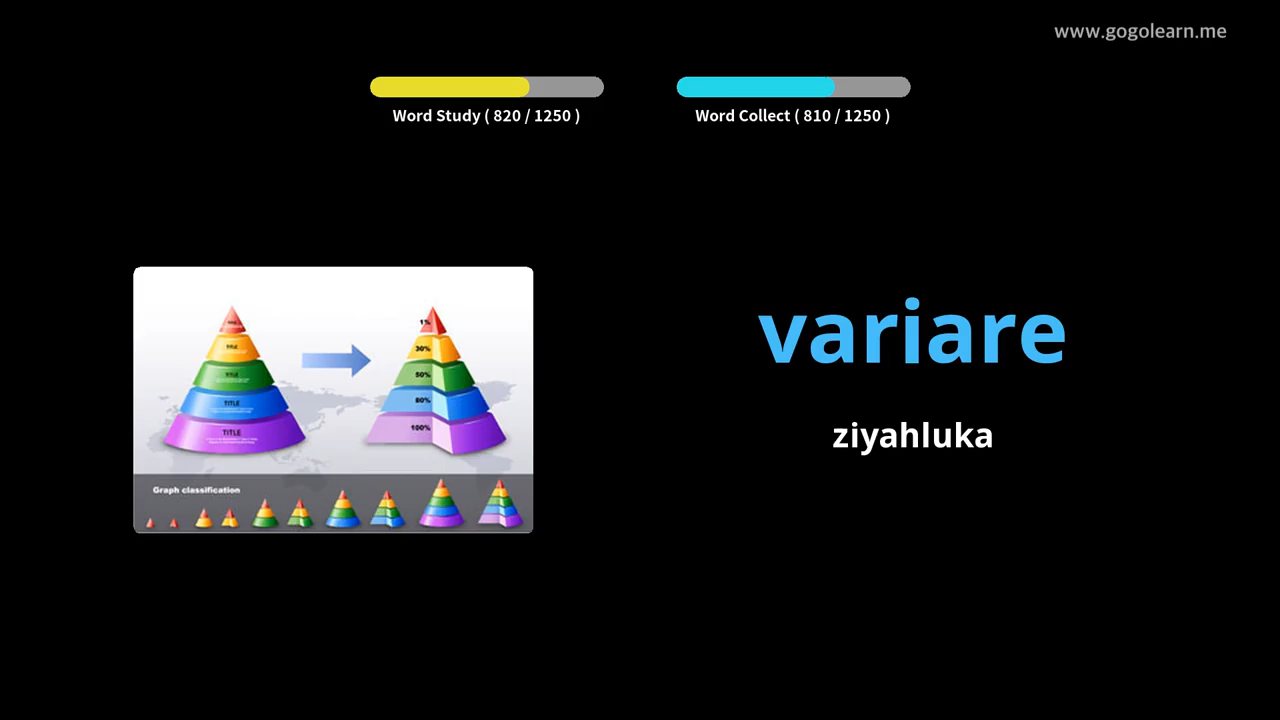 www.gogolearn.me
Word Study ( 820 / 1250 )
Word Collect ( 810 / 1250 )
variare
ziyahluka
TITLE
TITLE
TITLE
TITLE
1%
30%
50%
80%
100%
Graph classification